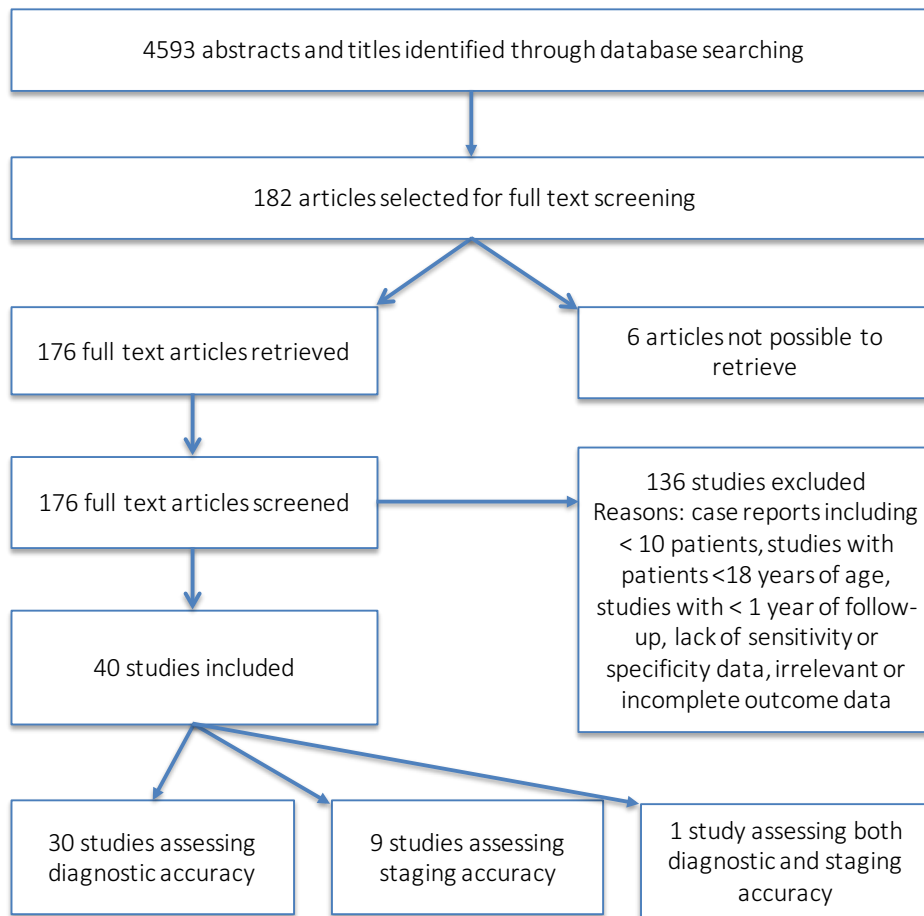 4593 abstracts and titles identified through database searching
182 articles selected for full text screening
176 full text articles retrieved
6 articles not possible to
retrieve
176 full text articles screened
136 studies excluded
Reasons: case reports including
< 10 patients, studies with
patients <18 years of age,
studies with < 1 year of follow-
up, lack of sensitivity or
specificity data, irrelevant or
incomplete outcome data
40 studies included
30 studies assessing
diagnostic accuracy
9 studies assessing
staging accuracy
1 study assessing both
diagnostic and staging
accuracy